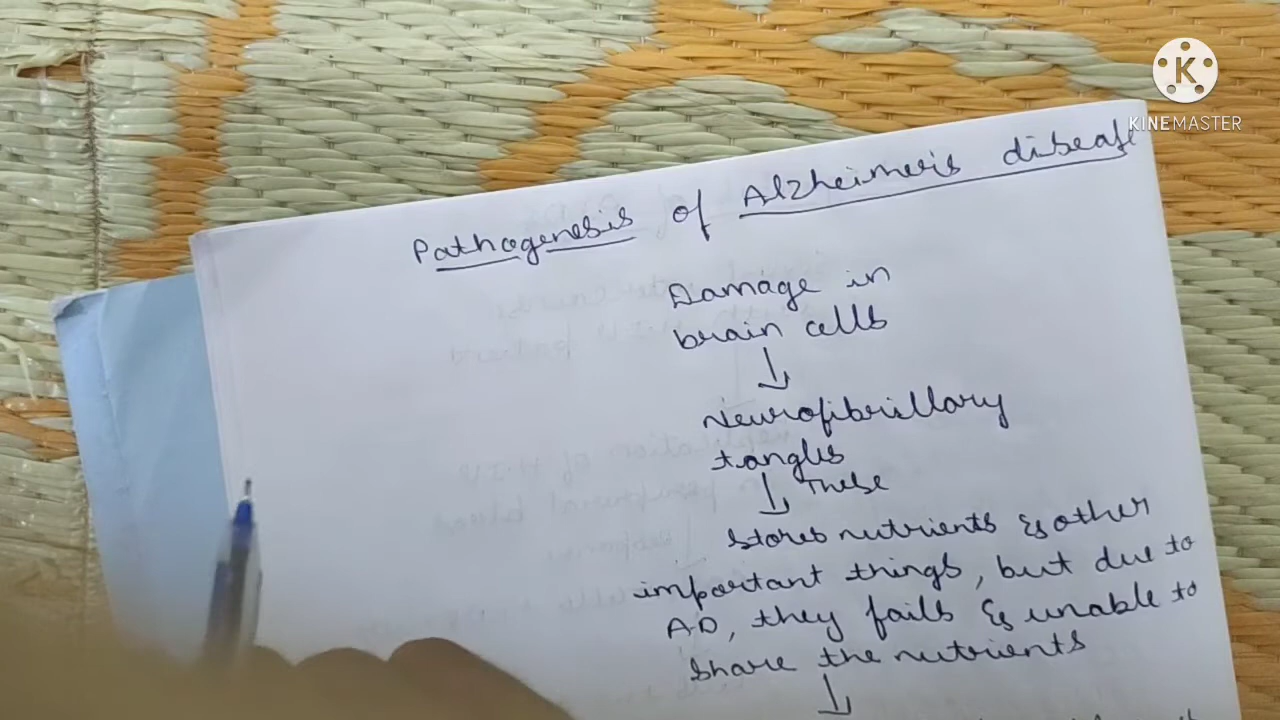 K
KINEMASTER
Pathogenesis of Alzheimer's disease
Damage in
brain cells
↓
Neurofibrillary
tangles
↓ These
stores nutrients & other
important things, but due to
AD, they fails & unable to
share the nutrients
↓